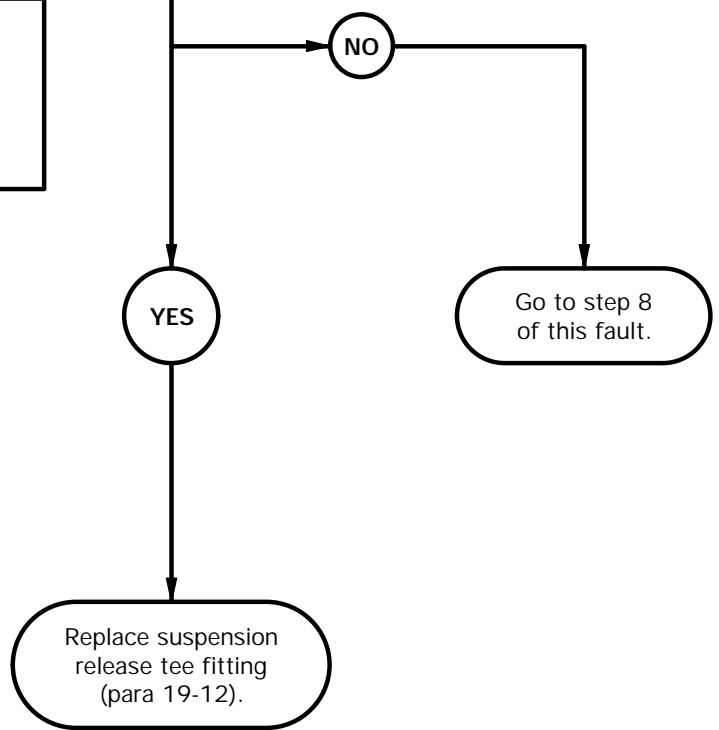 NO
YES
Go to step 8
of this fault.
Replace suspension
release tee fitting
(para 19-12).